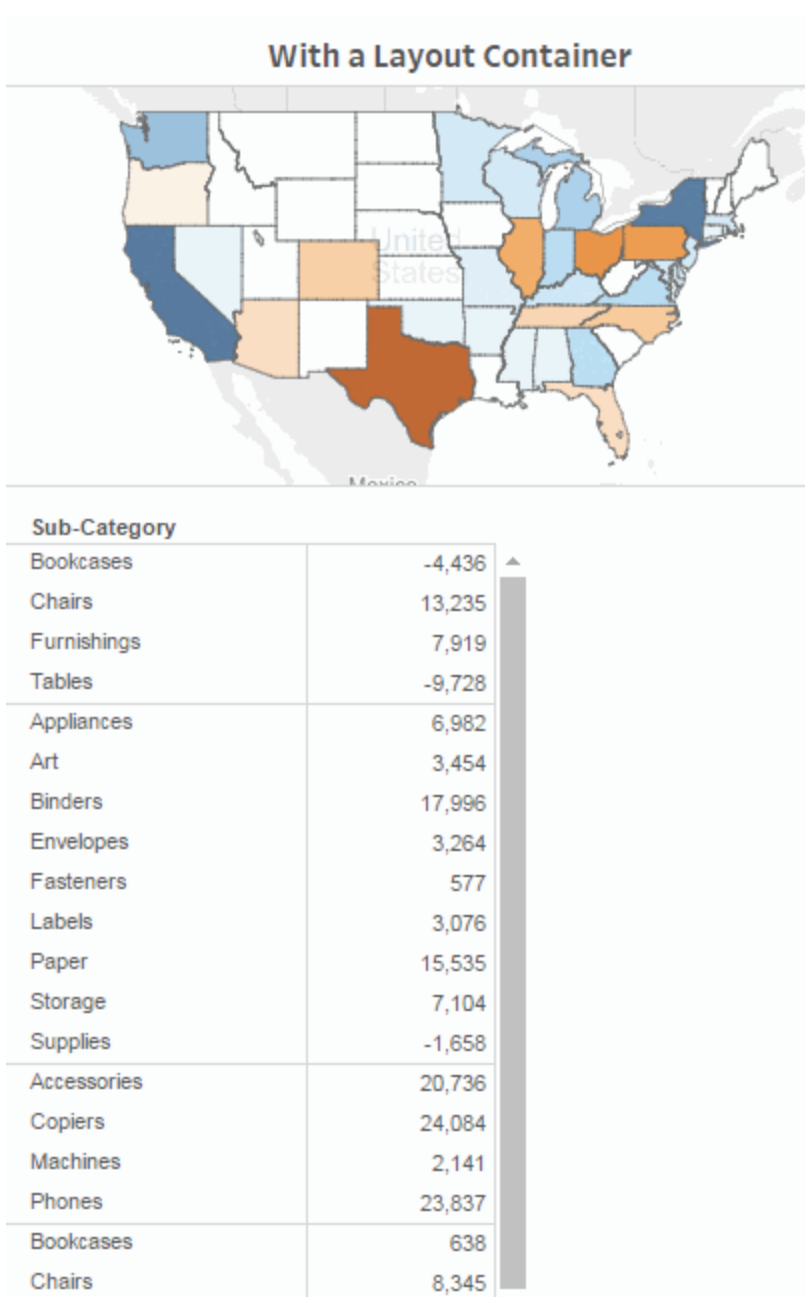 With a Layout Container
United
States
Mexico
Sub-Category
Bookcases -4,436
Chairs 13,235
Furnishings 7,919
Tables -9,728
Appliances 6,982
Art 3,454
Binders 17,996
Envelopes 3,264
Fasteners 577
Labels 3,076
Paper 15,535
Storage 7,104
Supplies -1,658
Accessories 20,736
Copiers 24,084
Machines 2,141
Phones 23,837
Bookcases 638
Chairs 8,345